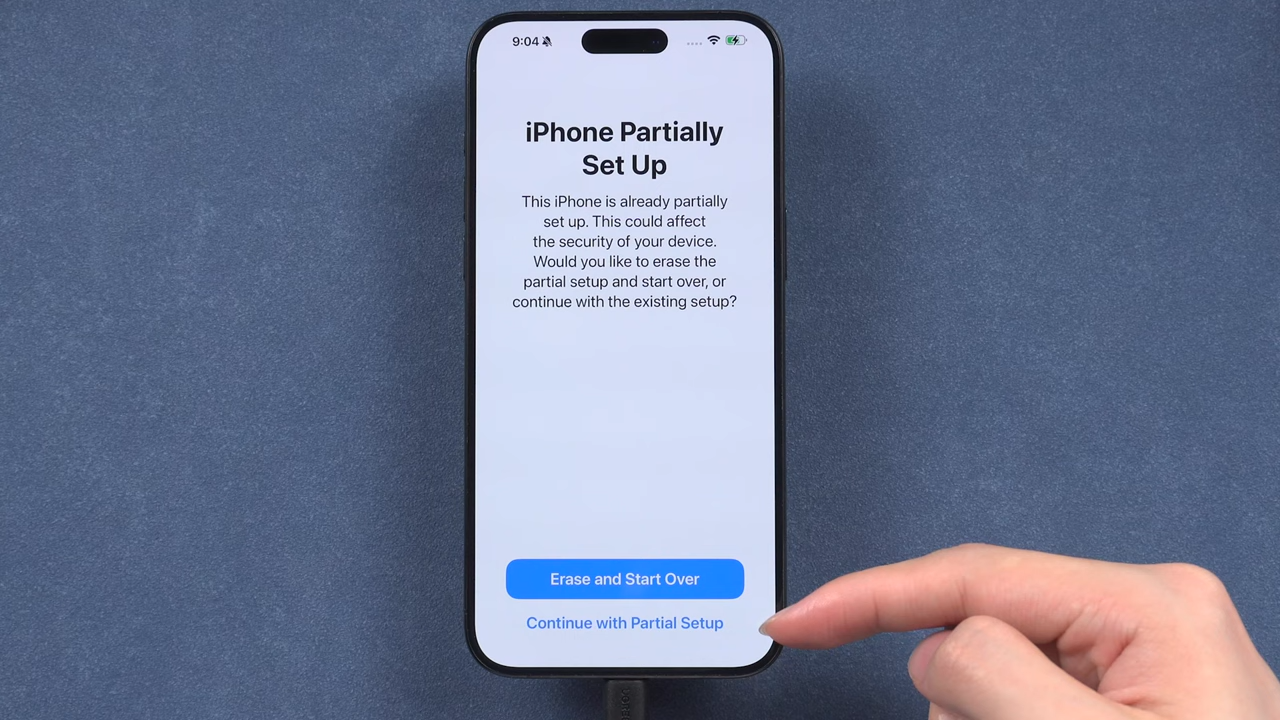 9:04
iPhone Partially
Set Up
This iPhone is already partially
set up. This could affect
the security of your device.
Would you like to erase the
partial setup and start over, or
continue with the existing setup?
Erase and Start Over
Continue with Partial Setup